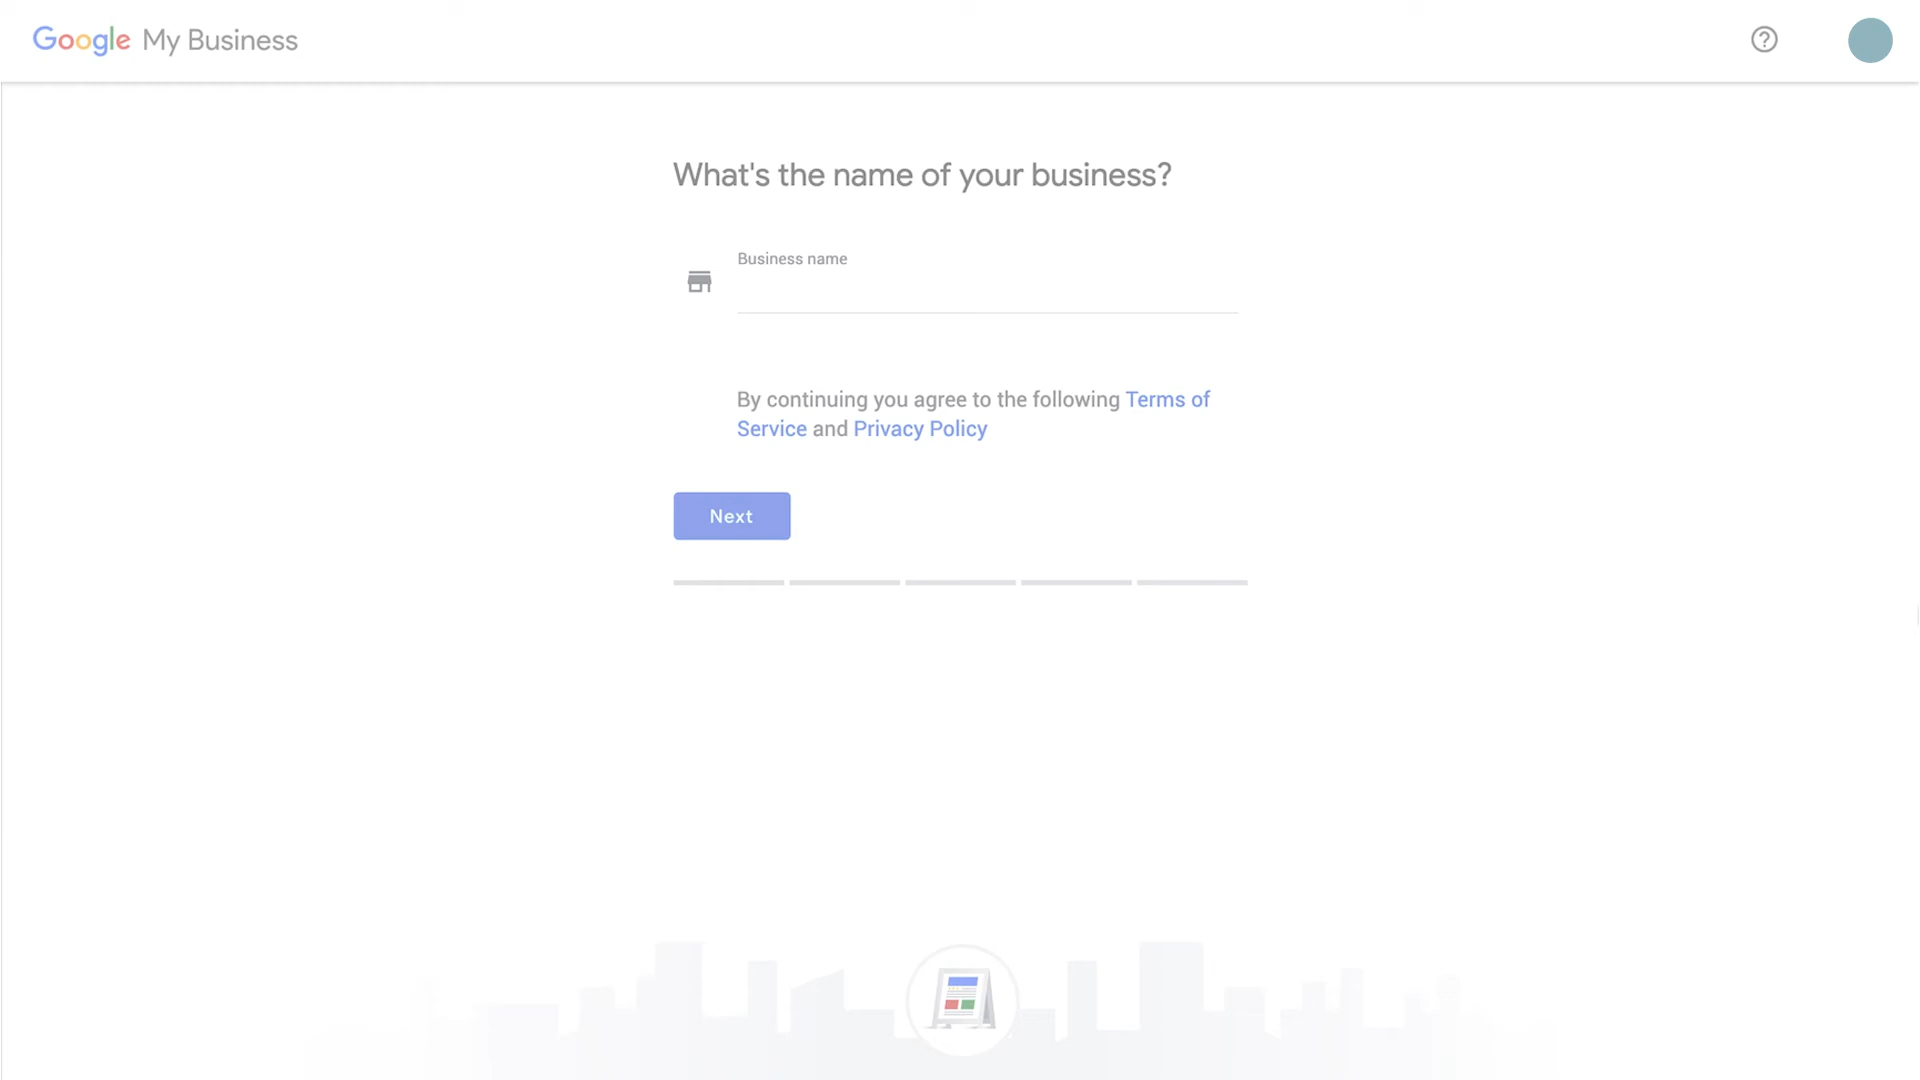 Google My Business
What's the name of your business?
Business name
By continuing you agree to the following Terms of
Service and Privacy Policy
Next